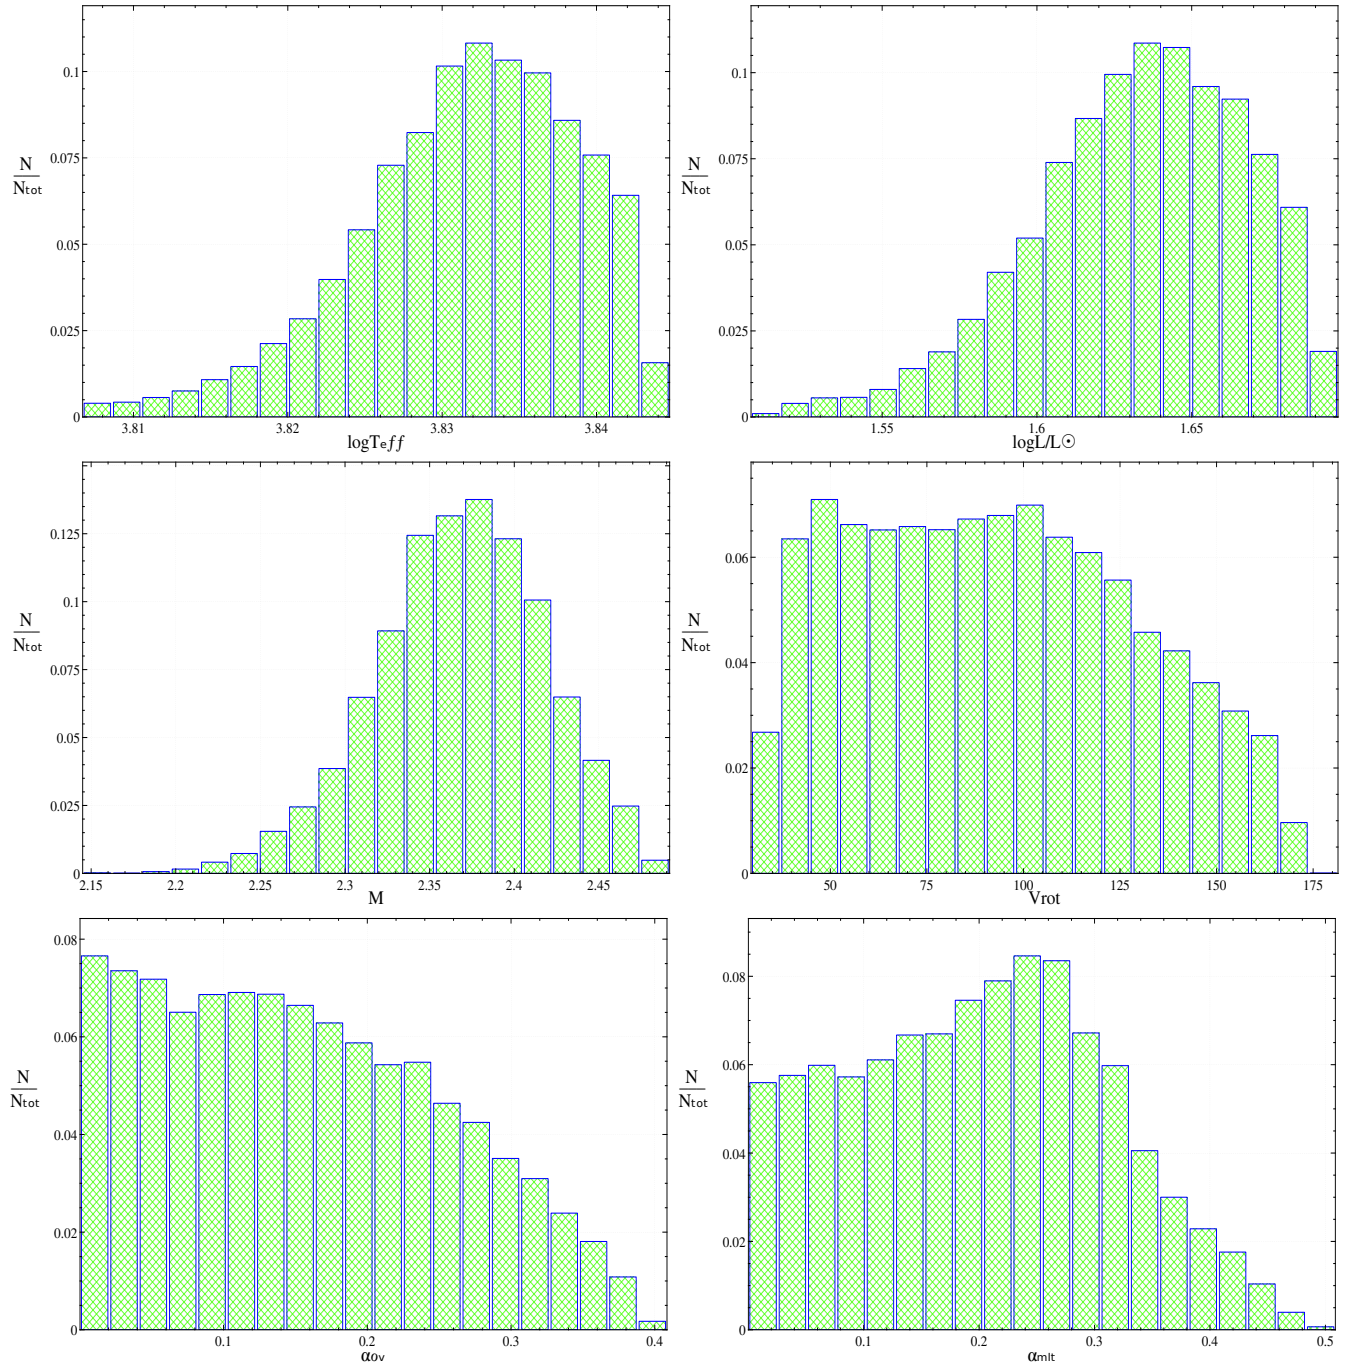 0.1
0.075
0.05
0.025
0
N
Ntot
3.81 3.82 3.83 3.84
logTeff
0.1
0.075
0.05
0.025
0
N
Ntot
1.55 1.6 1.65
logL/L☉
0.125
0.1
0.075
0.05
0.025
0
N
Ntot
2.15 2.2 2.25 2.3 2.35 2.4 2.45
M
0.06
0.04
0.02
0
N
Ntot
50 75 100 125 150 175
Vrot
0.08
0.06
0.04
0.02
0
N
Ntot
0.1 0.2 0.3 0.4
αov
0.08
0.06
0.04
0.02
0
N
Ntot
0.1 0.2 0.3 0.4 0.5
αmlt